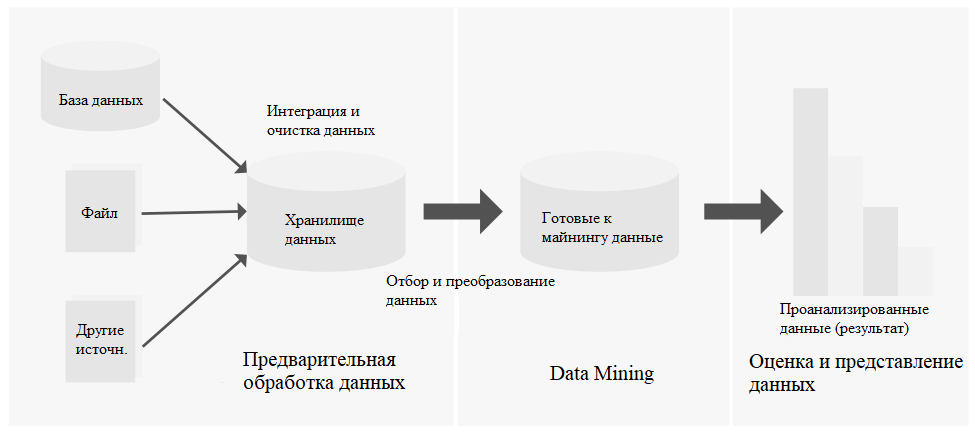 База данных
Интеграция и
очистка данных
Файл
Хранилище
данных
Другие
источн.
Предварительная
обработка данных
Отбор и преобразование
данных
Готовые к
майнингу данные
Data Mining
Проанализированные
данные (результат)
Оценка и представление
данных